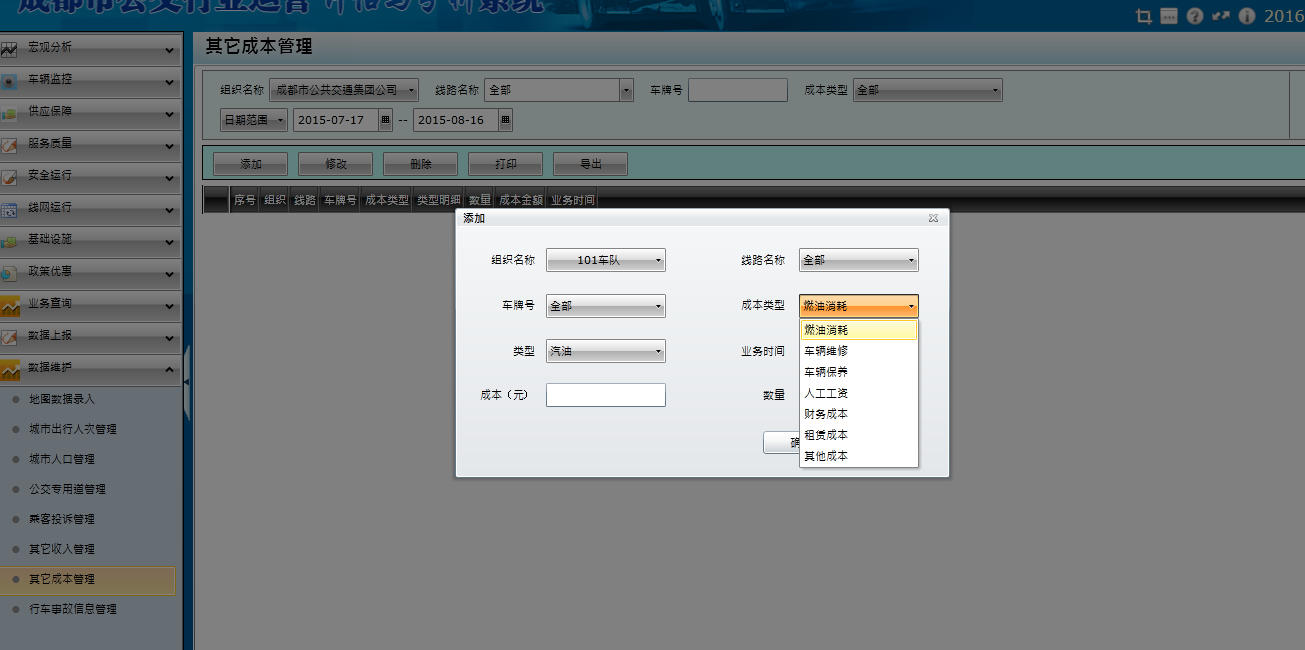 成都市公交行业运营评估与分析系统
2016
宏观分析
车辆监控
供应保障
服务质量
安全运行
线网运行
基础设施
政策优惠
业务查询
数据上报
数据维护
地图数据录入
城市出行人次管理
城市人口管理
公交专用道管理
乘客投诉管理
其它收入管理
其它成本管理
行车事故信息管理
其它成本管理
组织名称 成都市公共交通集团公司 线路名称 全部 车牌号 成本类型 全部
日期范围 2015-07-17 -- 2015-08-16
添加 修改 删除 打印 导出
序号 组织 线路 车牌号 成本类型 类型明细 数量 成本金额 业务时间
添加
组织名称 101车队 线路名称 全部
车牌号 全部 成本类型 燃油消耗
类型 汽油 业务时间
成本（元） 数量
燃油消耗
车辆维修
车辆保养
人工工资
财务成本
租赁成本
其他成本